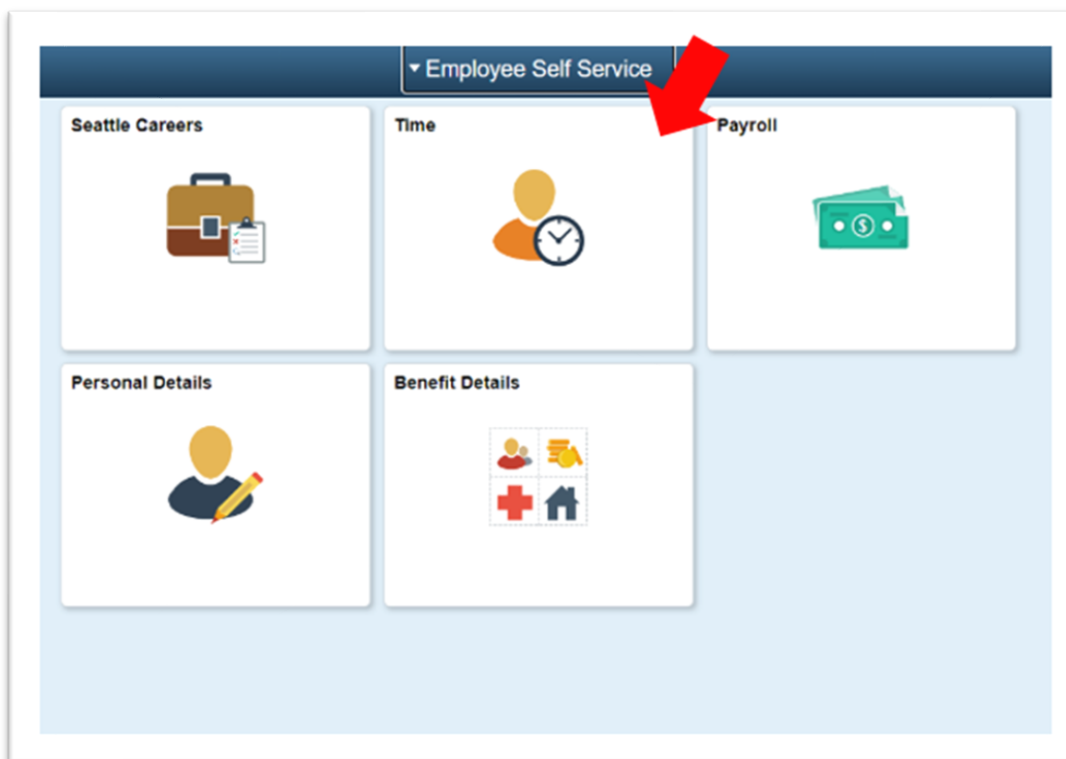 Employee Self Service
Seattle Careers
Time
Payroll
$
Personal Details
Benefit Details